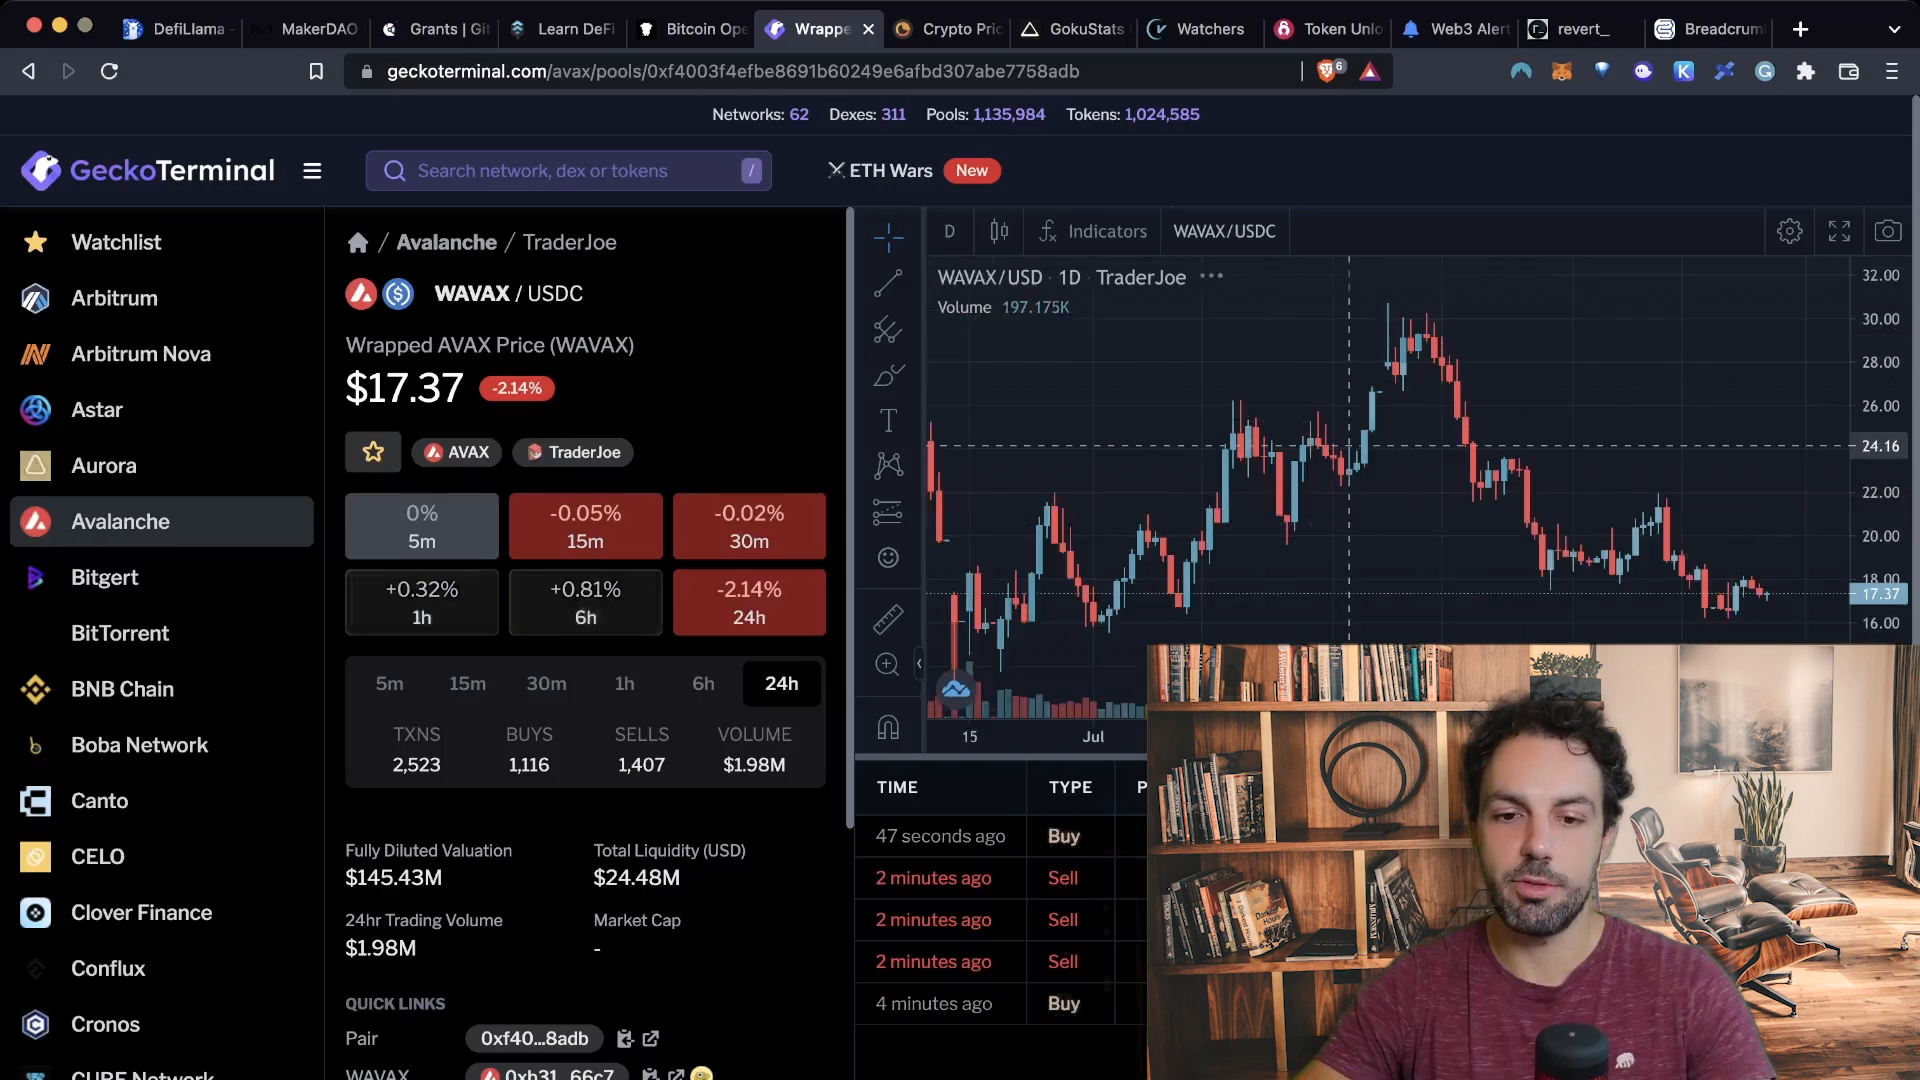 DefiLlama -
MakerDAO
Grants | Gi
Learn DeFi
Bitcoin Ope
Wrappe
Crypto Pric
GokuStats
Watchers
Token Unlo
Web3 Alert
revert_
Breadcrum
geckoterminal.com/avax/pools/0xf4003f4efbe8691b60249e6afbd307abe7758adb
6
Networks: 62 Dexes: 311 Pools: 1,135,984 Tokens: 1,024,585
GeckoTerminal
Search network, dex or tokens /
ETH Wars New
Watchlist
Arbitrum
Arbitrum Nova
Astar
Aurora
Avalanche
Bitgert
BitTorrent
BNB Chain
Boba Network
Canto
CELO
Clover Finance
Conflux
Cronos
CUBE Network
/ Avalanche / TraderJoe
WAVAX / USDC
Wrapped AVAX Price (WAVAX)
$17.37 -2.14%
AVAX TraderJoe
0% -0.05% -0.02%
5m 15m 30m
+0.32% +0.81% -2.14%
1h 6h 24h
5m 15m 30m 1h 6h 24h
TXNS BUYS SELLS VOLUME
2,523 1,116 1,407 $1.98M
Fully Diluted Valuation Total Liquidity (USD)
$145.43M $24.48M
24hr Trading Volume Market Cap
$1.98M -
QUICK LINKS
Pair 0xf40...8adb
WAVAX 0xb31...66c7
D Indicators WAVAX/USDC
WAVAX/USD · 1D · TraderJoe
Volume 197.175K
32.00
30.00
28.00
26.00
24.16
22.00
20.00
18.00
17.37
16.00
15 Jul
TIME TYPE P
47 seconds ago Buy
2 minutes ago Sell
2 minutes ago Sell
2 minutes ago Sell
4 minutes ago Buy